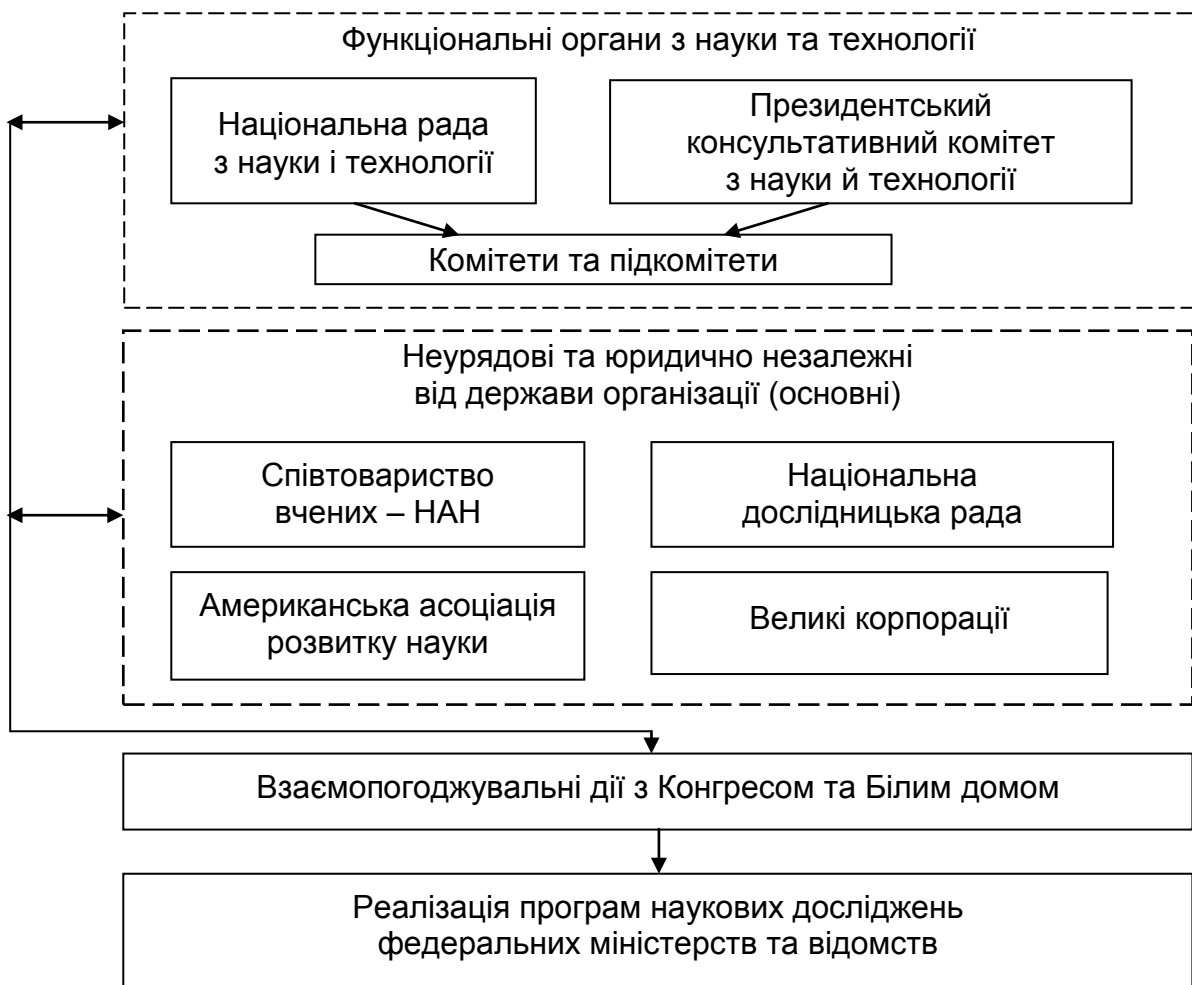 Функціональні органи з науки та технології
Національна рада
з науки і технології
Президентський
консультативний комітет
з науки й технології
Комітети та підкомітети
Неурядові та юридично незалежні
від держави організації (основні)
Співтовариство
вчених – НАН
Національна
дослідницька рада
Американська асоціація
розвитку науки
Великі корпорації
Взаємопогоджувальні дії з Конгресом та Білим домом
Реалізація програм наукових досліджень
федеральних міністерств та відомств